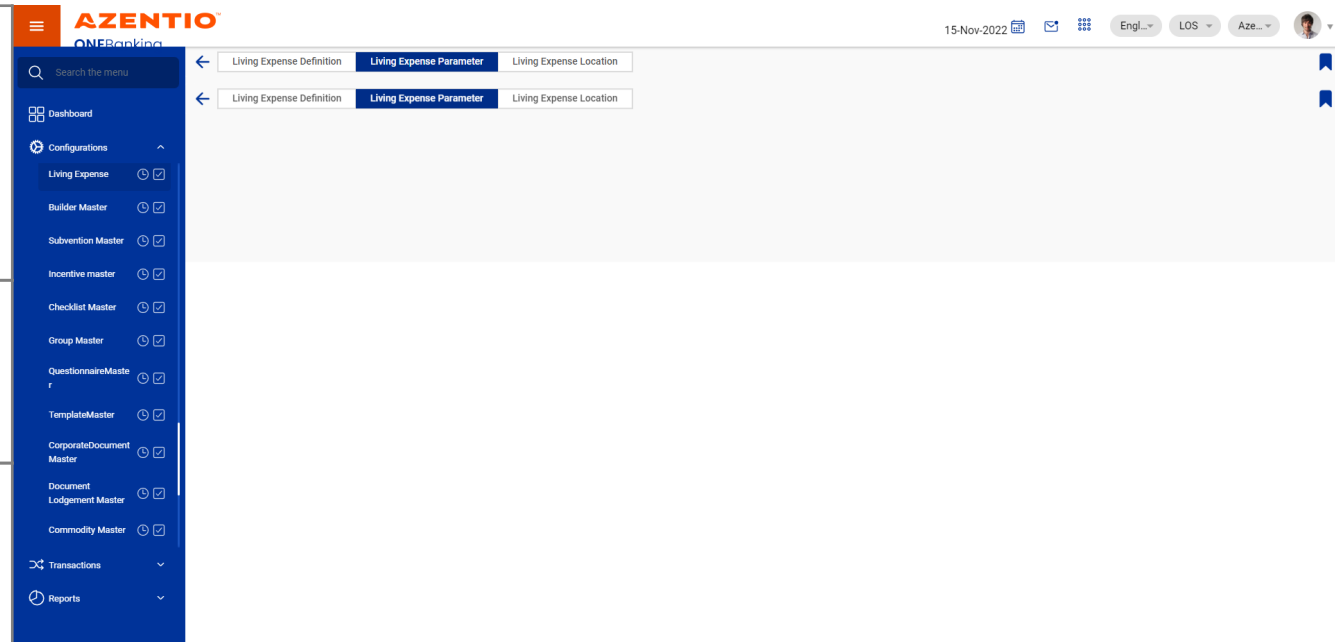 AZENTIO™
ONEBanking
15-Nov-2022
Engl...
LOS
Aze...
Search the menu
Dashboard
Configurations
Living Expense
Builder Master
Subvention Master
Incentive master
Checklist Master
Group Master
QuestionnaireMaste
r
TemplateMaster
CorporateDocument
Master
Document
Lodgement Master
Commodity Master
Transactions
Reports
Living Expense Definition Living Expense Parameter Living Expense Location
Living Expense Definition Living Expense Parameter Living Expense Location